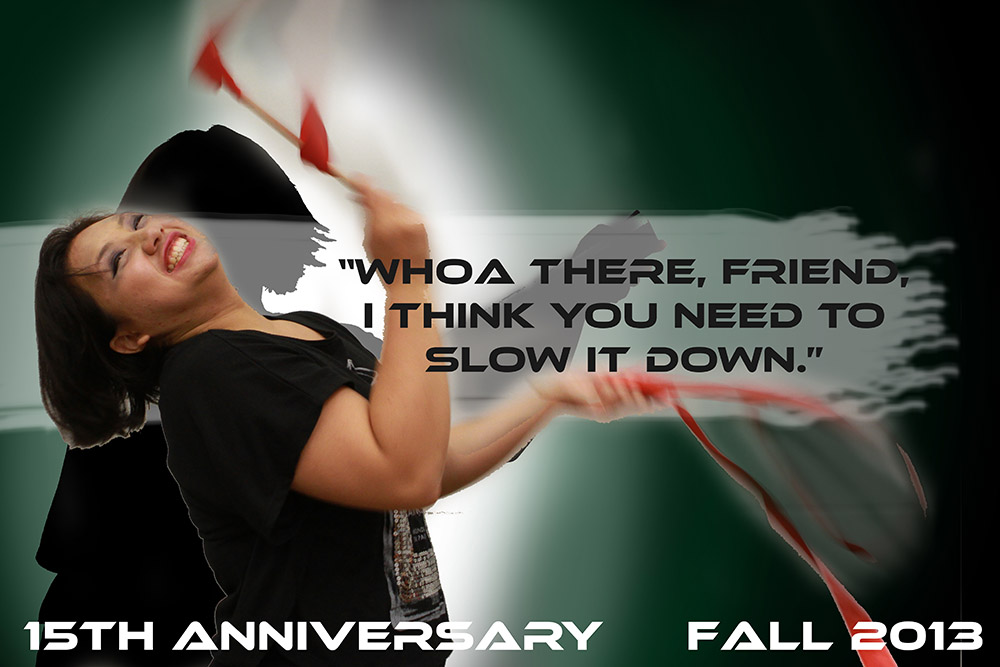 "WHOA THERE, FRIEND,
I THINK YOU NEED TO
SLOW IT DOWN."
15TH ANNIVERSARY FALL 2013